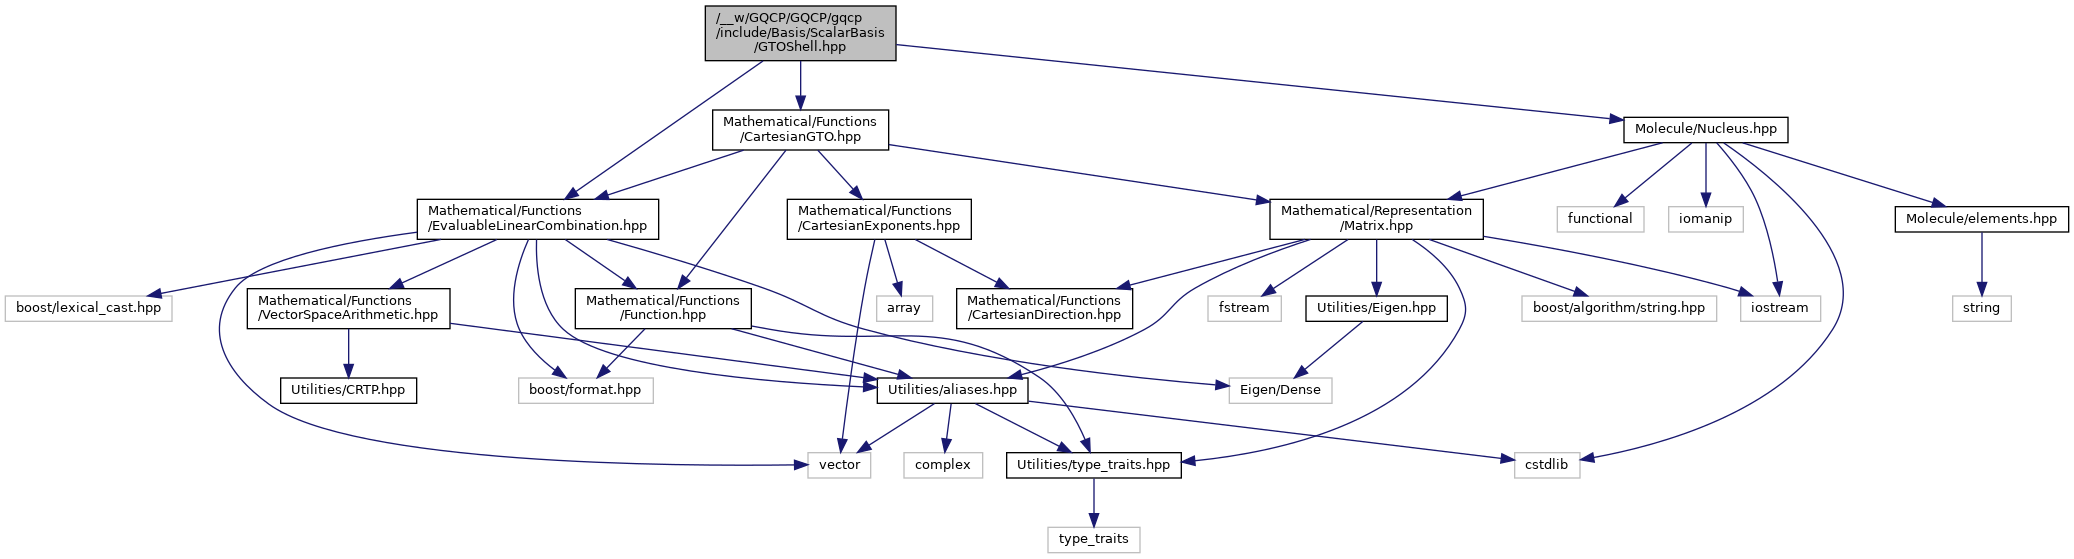 /__w/GQCP/GQCP/gqcp
/include/Basis/ScalarBasis
/GTOShell.hpp
Mathematical/Functions
/CartesianGTO.hpp
Molecule/Nucleus.hpp
Mathematical/Functions
/EvaluableLinearCombination.hpp
Mathematical/Functions
/CartesianExponents.hpp
Mathematical/Representation
/Matrix.hpp
functional
iomanip
Molecule/elements.hpp
boost/lexical_cast.hpp
Mathematical/Functions
/VectorSpaceArithmetic.hpp
Mathematical/Functions
/Function.hpp
array
Mathematical/Functions
/CartesianDirection.hpp
fstream
Utilities/Eigen.hpp
boost/algorithm/string.hpp
iostream
string
Utilities/CRTP.hpp
boost/format.hpp
Utilities/aliases.hpp
Eigen/Dense
vector
complex
Utilities/type_traits.hpp
cstdlib
type_traits